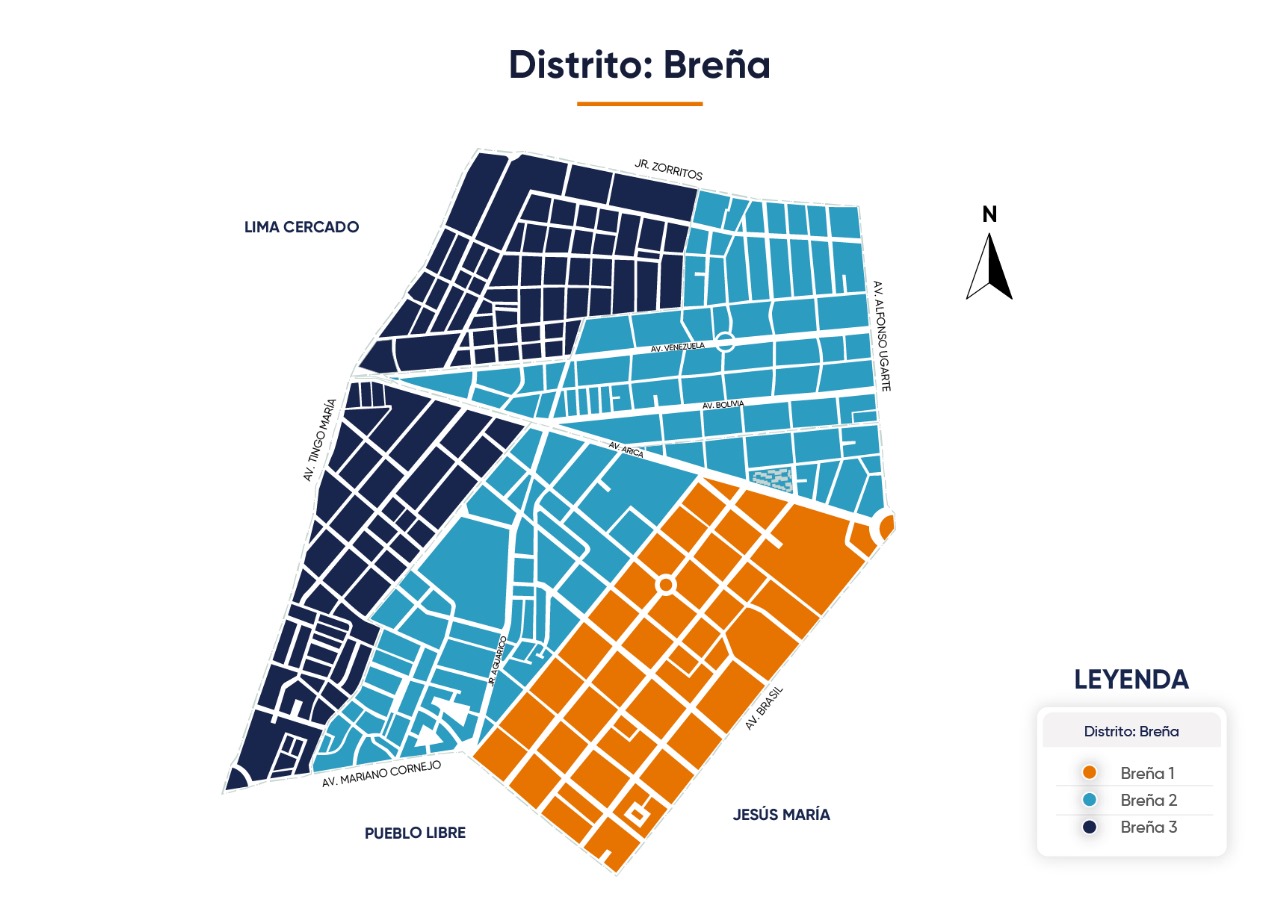 Distrito: Breña
JR. ZORRITOS
N
LIMA CERCADO
AV. ALFONSO UGARTE
AV. VENEZUELA
AV. BOLIVIA
AV. TINGO MARÍA
AV. ARICA
JR. AGUARICO
AV. BRASIL
AV. MARIANO CORNEJO
JESÚS MARÍA
PUEBLO LIBRE
LEYENDA
Distrito: Breña
Breña 1
Breña 2
Breña 3